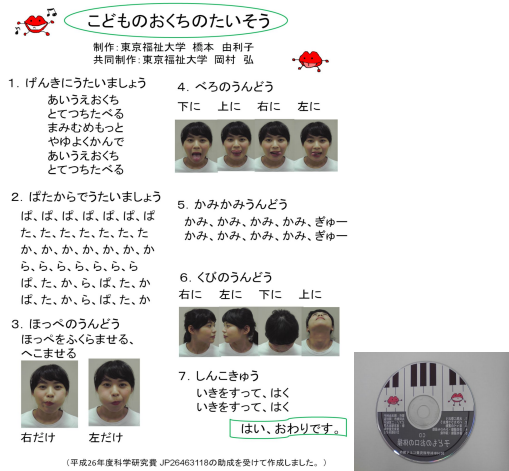 こどものおくちのたいそう
制作:東京福祉大学 橋本 由利子
共同制作:東京福祉大学 岡村 弘
1.げんきにうたいましょう
あいうえおくち
とてつちたべる
まみむめもっと
やゆよくかんで
あいうえおくち
とてつちたべる
2.ぱたからでうたいましょう
ぱ、ぱ、ぱ、ぱ、ぱ、ぱ、ぱ
た、た、た、た、た、た、た
か、か、か、か、か、か、か
ら、ら、ら、ら、ら、ら、ら
ぱ、た、か、ら、ぱ、た、か
ぱ、た、か、ら、ぱ、た、か
3.ほっぺのうんどう
ほっぺをふくらませる、
へこませる
右だけ 左だけ
4.べろのうんどう
下に 上に 右に 左に
5.かみかみうんどう
かみ、かみ、かみ、かみ、ぎゅー
かみ、かみ、かみ、かみ、ぎゅー
6.くびのうんどう
右に 左に 下に 上に
7.しんこきゅう
いきをすって、はく
いきをすって、はく
はい、おわりです。
(平成26年度科学研究費 JP26463118の助成を受けて作成しました。)